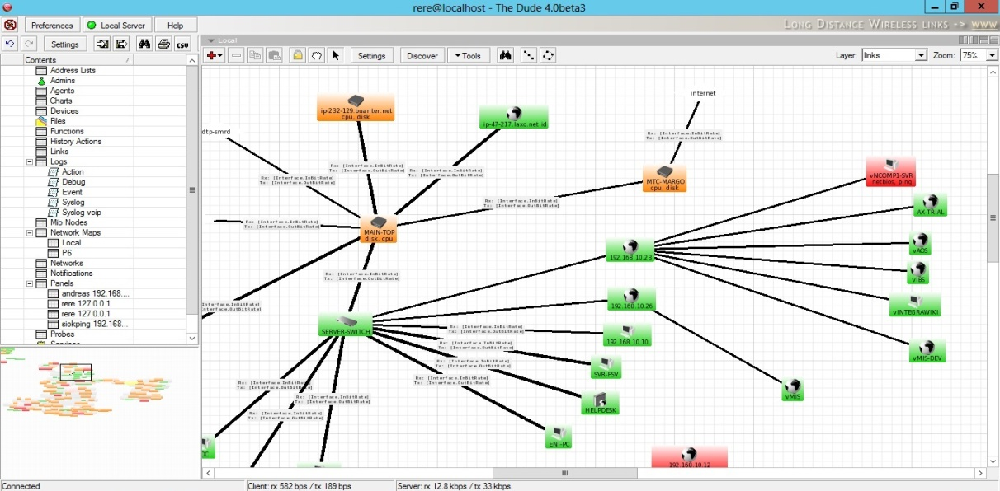 rere@localhost - The Dude 4.0beta3
Preferences
Local Server
Help
LONG DISTANCE WIRELESS LINKS -> WWW
Settings
CSV
Local
Contents
Settings
Discover
Tools
Layer:
links
Zoom:
75%
Address Lists
Admins
Agents
Charts
Devices
Files
Functions
History Actions
Links
Logs
Action
Debug
Event
Syslog
Syslog voip
Mib Nodes
Network Maps
Local
P6
Networks
Notifications
Panels
andreas 192.168....
rere 127.0.0.1
rere 127.0.0.1
siokping 192.168...
Probes
Services
internet
ip-232-129.buanter.net
cpu, disk
ip-47-217.laxo.net.id
dtp-smrd
Rx: [Interface.InBitRate]
Tx: [Interface.OutBitRate]
Rx: [Interface.InBitRate]
Tx: [Interface.OutBitRate]
Rx: [Interface.InBitRate]
Tx: [Interface.OutBitRate]
Rx: [Interface.InBitRate]
Tx: [Interface.OutBitRate]
MTC-MARGO
cpu, disk
vNCOMP1-SVR
netbios, ping
Rx: [Interface.InBitRate]
Tx: [Interface.OutBitRate]
AX-TRIAL
Rx: [Interface.InBitRate]
Tx: [Interface.OutBitRate]
MAIN-TOP
disk, cpu
192.168.10.23
vAOS
Rx: [Interface.InBitRate]
Tx: [Interface.OutBitRate]
vIBS
Interface.InBitRate]
nterface.OutBitRate]
192.168.10.26
vINTEGRAWIKI
SERVER-SWITCH
Rx: [Interface.InBitRate]
Tx: [Interface.OutBitRate]
192.168.10.10
Rx: [Interface.InBitRate]
Tx: [Interface.OutBitRate]
vMIS-DEV
Rx: [Interface.InBitRate]
Tx: [Interface.OutBitRate]
SVR-FSV
Rx: [Interface.InBitRate]
Tx: [Interface.OutBitRate]
Rx: [Interface.InBitRate]
Tx: [Interface.OutBitRate]
vMIS
Rx: [Interface.InBitRate]
Tx: [Interface.OutBitRate]
HELPDESK
Rx: [Interface.InBitRate]
Tx: [Interface.OutBitRate]
ENI-PC
DC
192.168.10.12
Connected
Client: rx 582 bps / tx 189 bps
Server: rx 12.8 kbps / tx 33 kbps